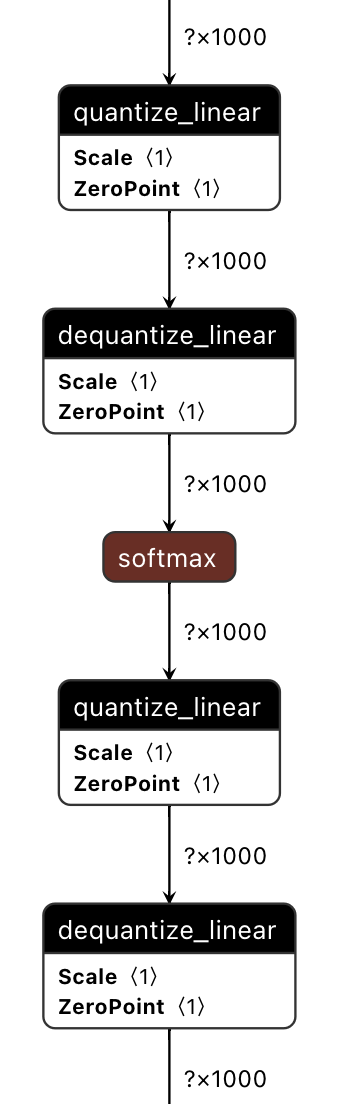 ?×1000
quantize_linear
Scale 〈1〉
ZeroPoint 〈1〉
?×1000
dequantize_linear
Scale 〈1〉
ZeroPoint 〈1〉
?×1000
softmax
?×1000
quantize_linear
Scale 〈1〉
ZeroPoint 〈1〉
?×1000
dequantize_linear
Scale 〈1〉
ZeroPoint 〈1〉
?×1000